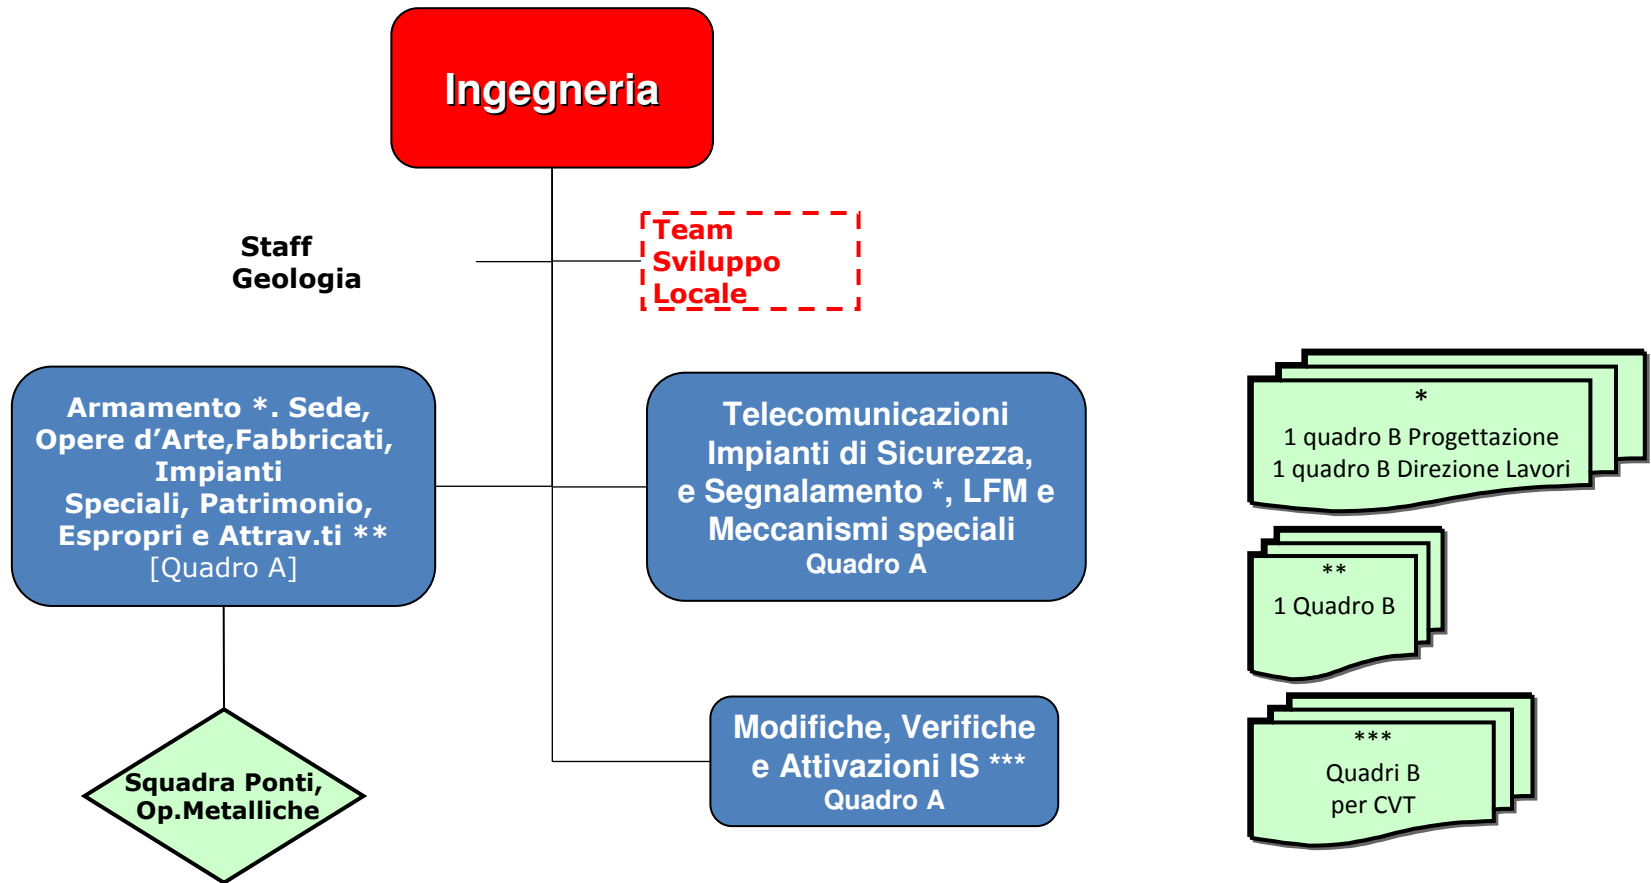 Ingegneria
Staff
Geologia
Team
Sviluppo
Locale
Armamento *. Sede,
Opere d’Arte,Fabbricati,
Impianti
Speciali, Patrimonio,
Espropri e Attrav.ti **
[Quadro A]
Telecomunicazioni
Impianti di Sicurezza,
e Segnalamento *, LFM e
Meccanismi speciali
Quadro A
Squadra Ponti,
Op.Metalliche
Modifiche, Verifiche
e Attivazioni IS ***
Quadro A
*
1 quadro B Progettazione
1 quadro B Direzione Lavori
**
1 Quadro B
***
Quadri B
per CVT